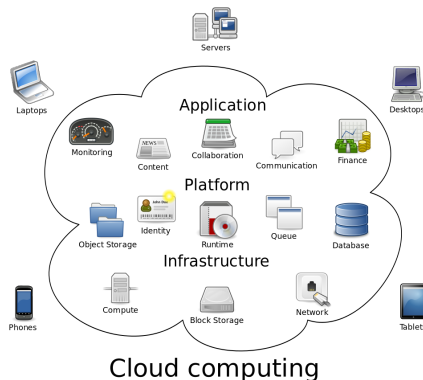 Servers
Laptops
Desktops
Application
Monitoring
NEWS
Content
Collaboration
Communication
Finance
Platform
Object Storage
Identity
Runtime
Queue
Database
Infrastructure
Compute
Block Storage
Network
Phones
Tablet
Cloud computing